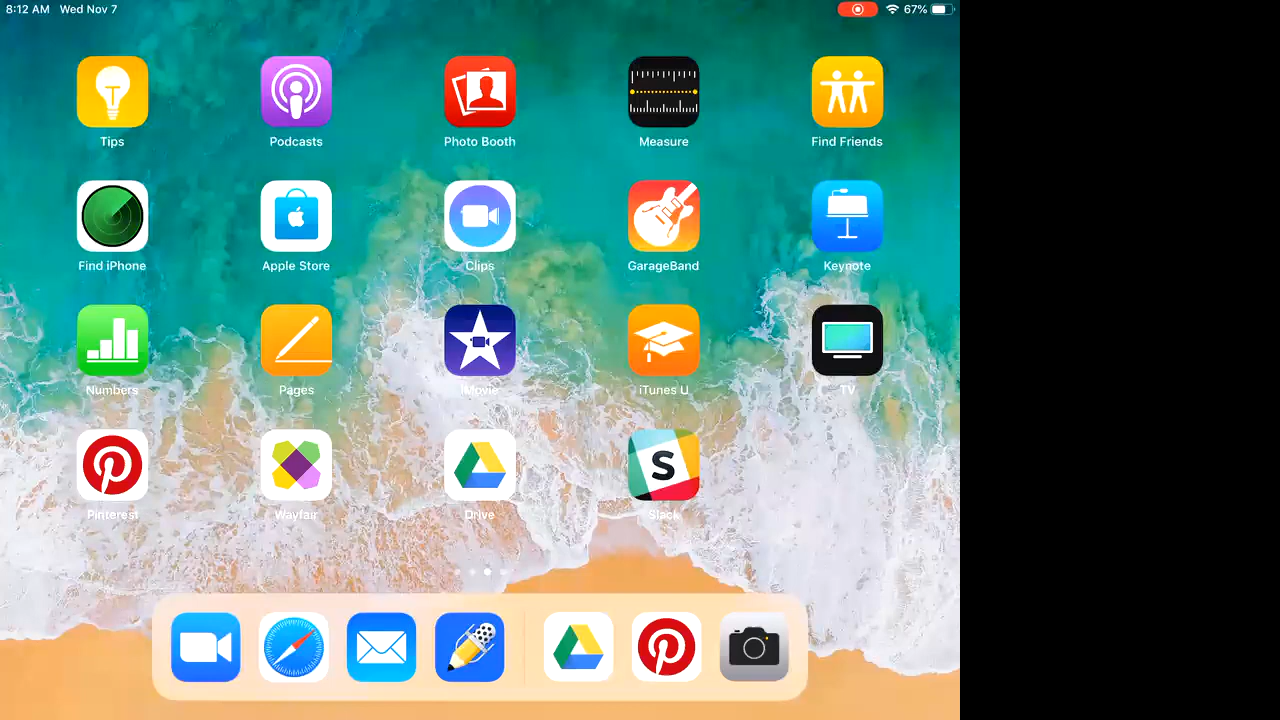 8:12 AM Wed Nov 7 67%
Tips Podcasts Photo Booth Measure Find Friends
Find iPhone Apple Store Clips GarageBand Keynote
Numbers Pages iMovie iTunes U TV
S
Pinterest Wayfair Drive Slack